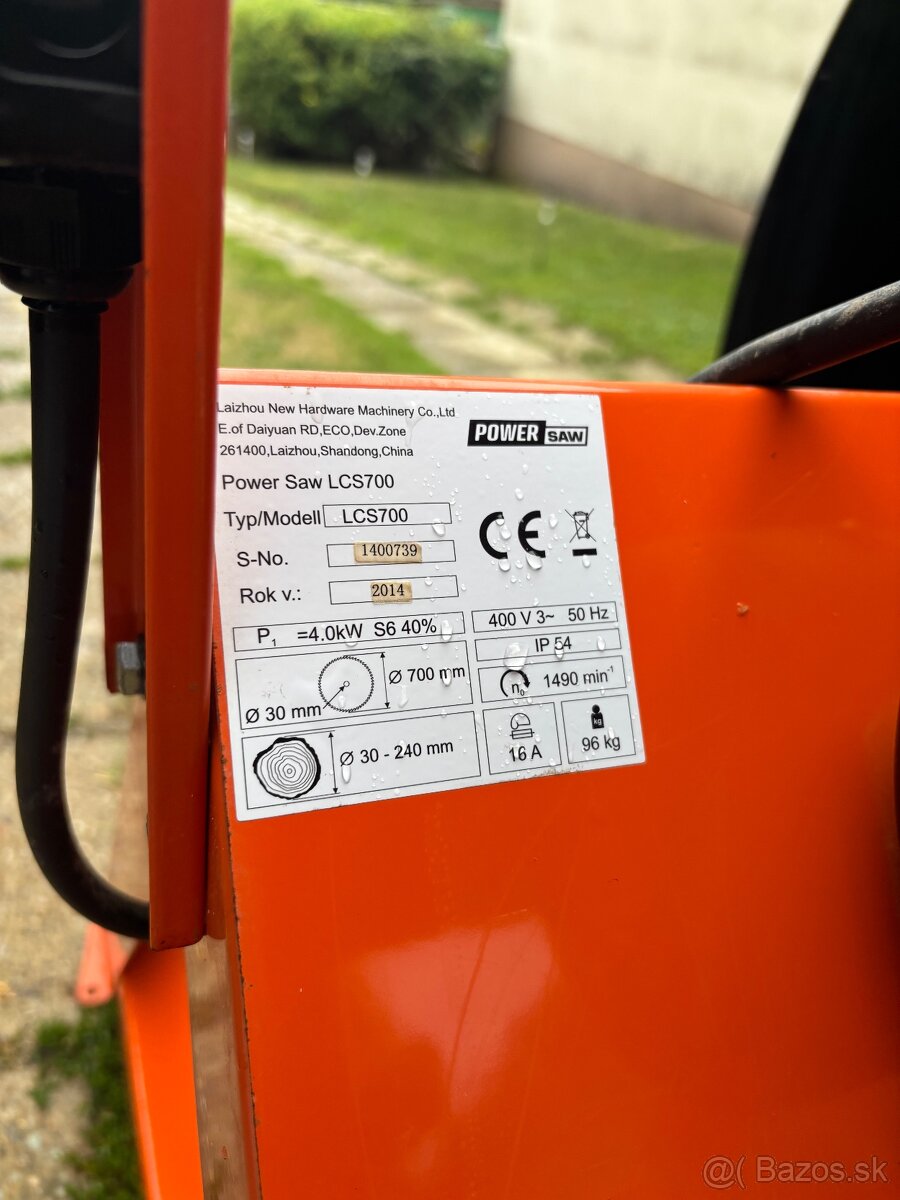 Laizhou New Hardware Machinery Co.,Ltd
E.of Daiyuan RD,ECO,Dev.Zone
261400,Laizhou,Shandong,China
POWER SAW
Power Saw LCS700
Typ/Modell LCS700
S-No. 1400739
Rok v.: 2014
CE
P1 =4.0kW S6 40%
400 V 3~ 50 Hz
IP 54
Ø 700 mm
Ø 30 mm
n0 1490 min-1
Ø 30 - 240 mm
16 A
kg
96 kg
@( Bazos.sk